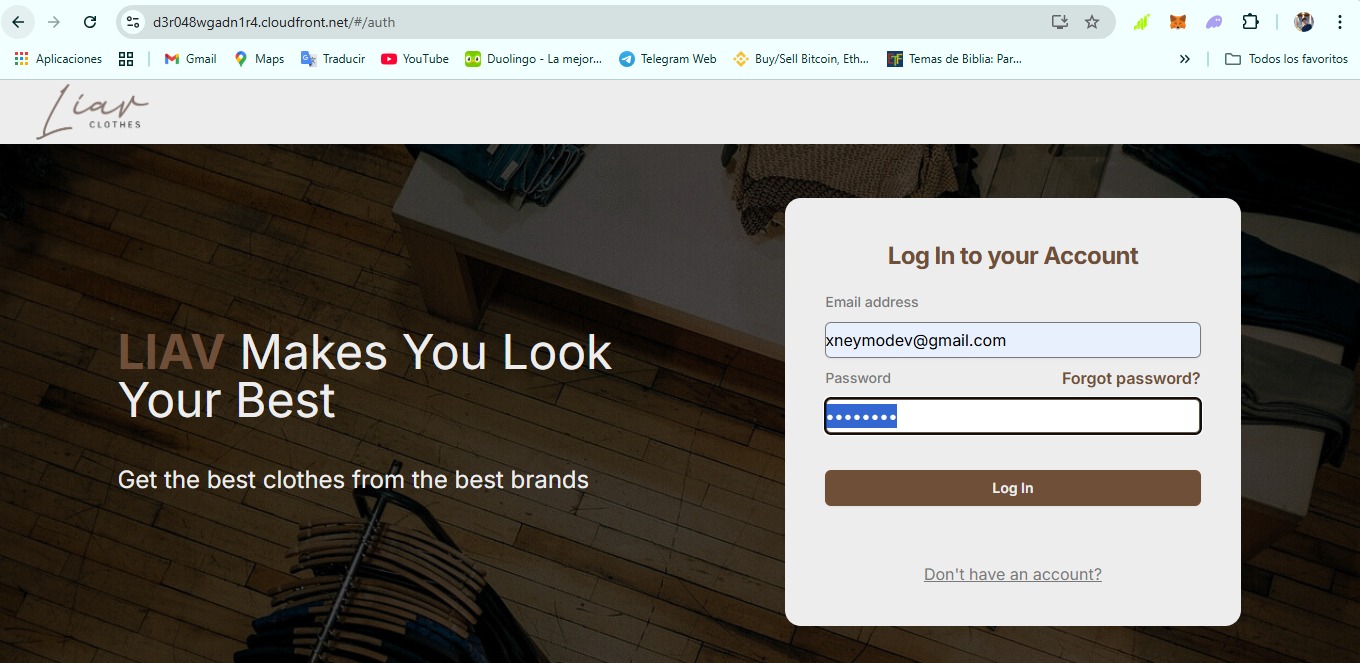 d3r048wgadn1r4.cloudfront.net/#/auth
Aplicaciones Gmail Maps Traducir YouTube Duolingo - La mejor... Telegram Web Buy/Sell Bitcoin, Eth... Temas de Biblia: Par... Todos los favoritos
Liav
CLOTHES
LIAV Makes You Look
Your Best
Get the best clothes from the best brands
Log In to your Account
Email address
xneymodev@gmail.com
Password Forgot password?
••••••••
Log In
Don't have an account?